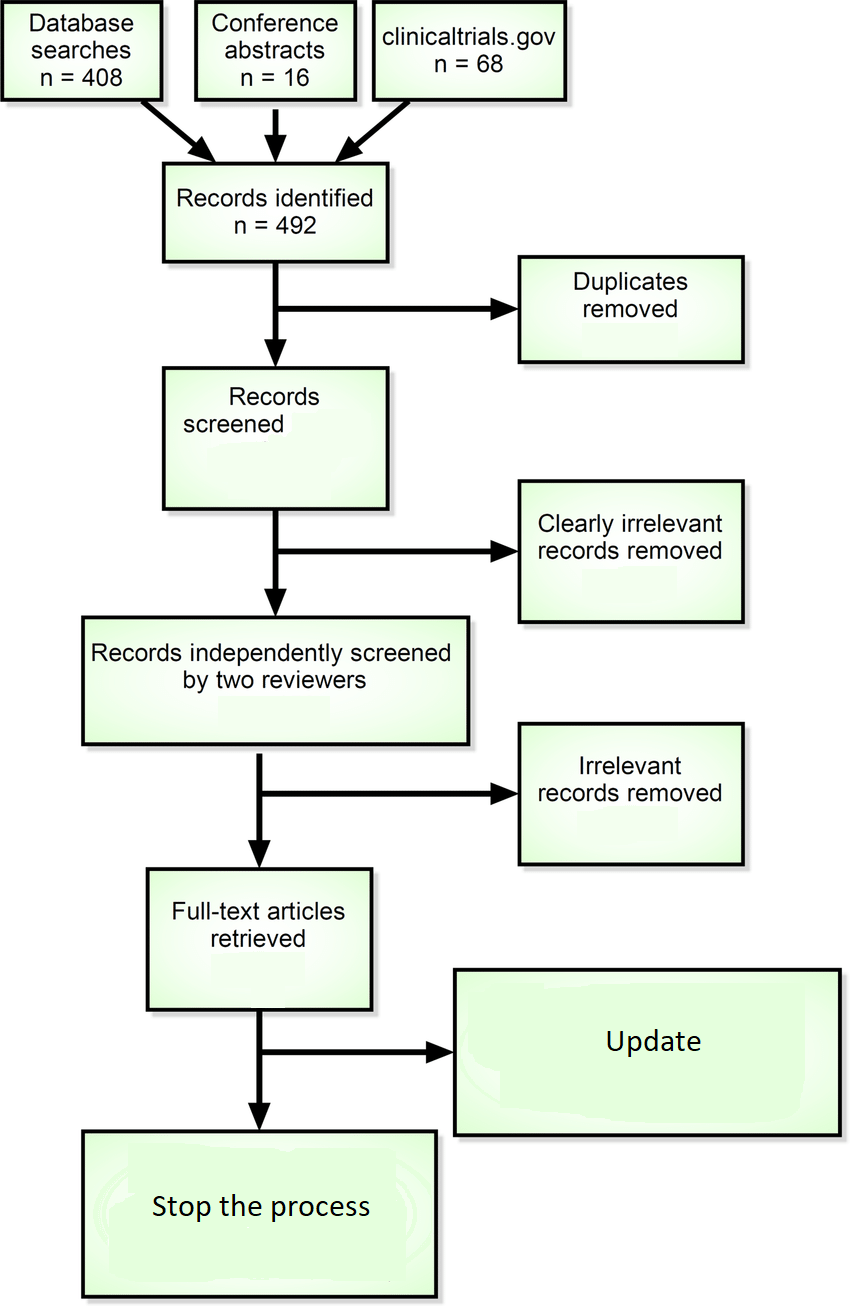 Database
searches
n = 408
Conference
abstracts
n = 16
clinicaltrials.gov
n = 68
Records identified
n = 492
Duplicates
removed
Records
screened
Clearly irrelevant
records removed
Records independently screened
by two reviewers
Irrelevant
records removed
Full-text articles
retrieved
Update
Stop the process